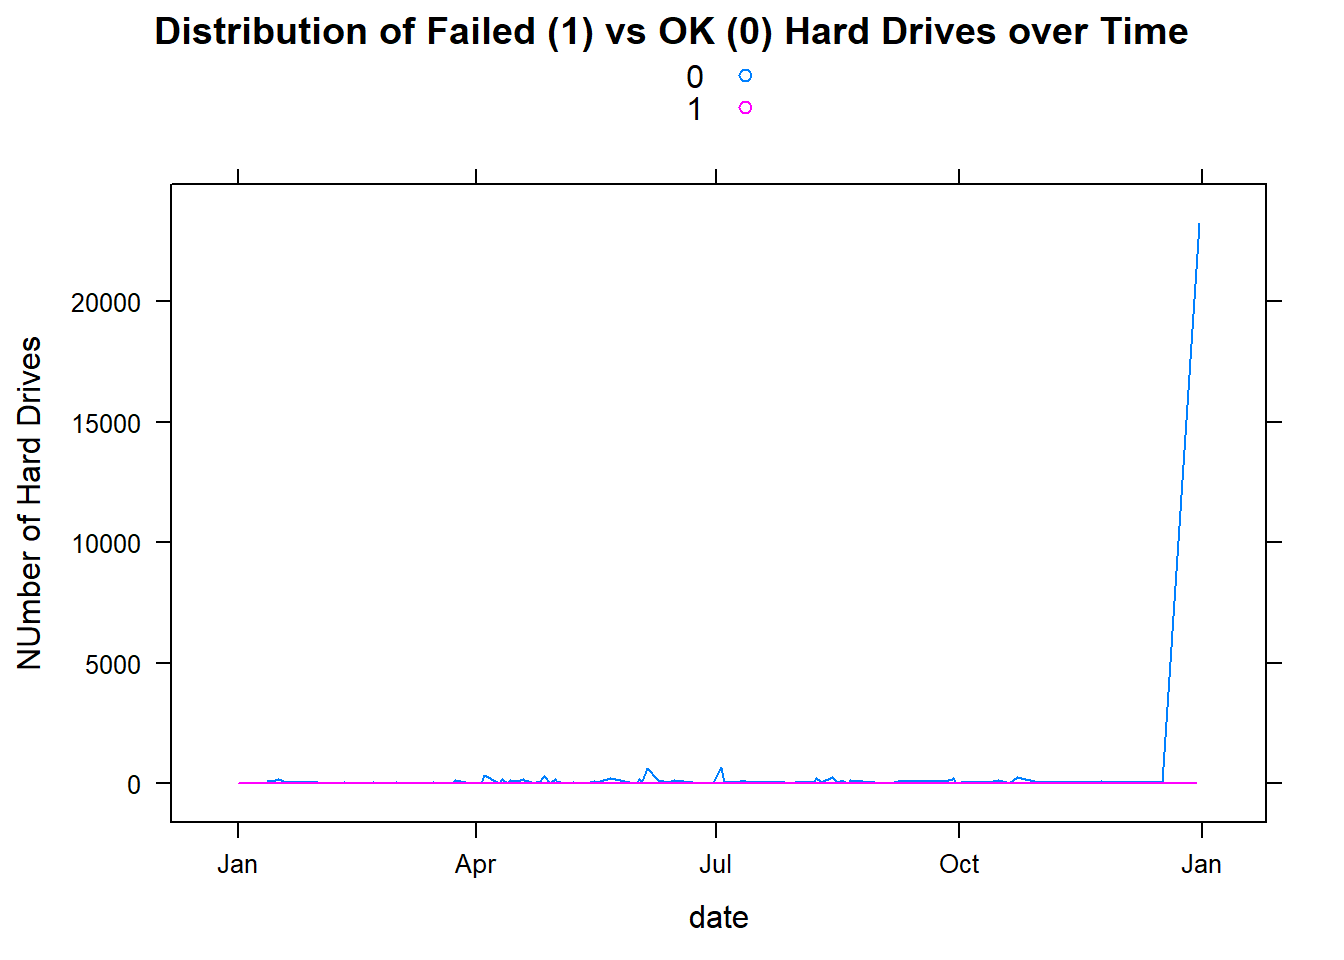 Distribution of Failed (1) vs OK (0) Hard Drives over Time
0
1
NUmber of Hard Drives
20000
15000
10000
5000
0
Jan Apr Jul Oct Jan
date